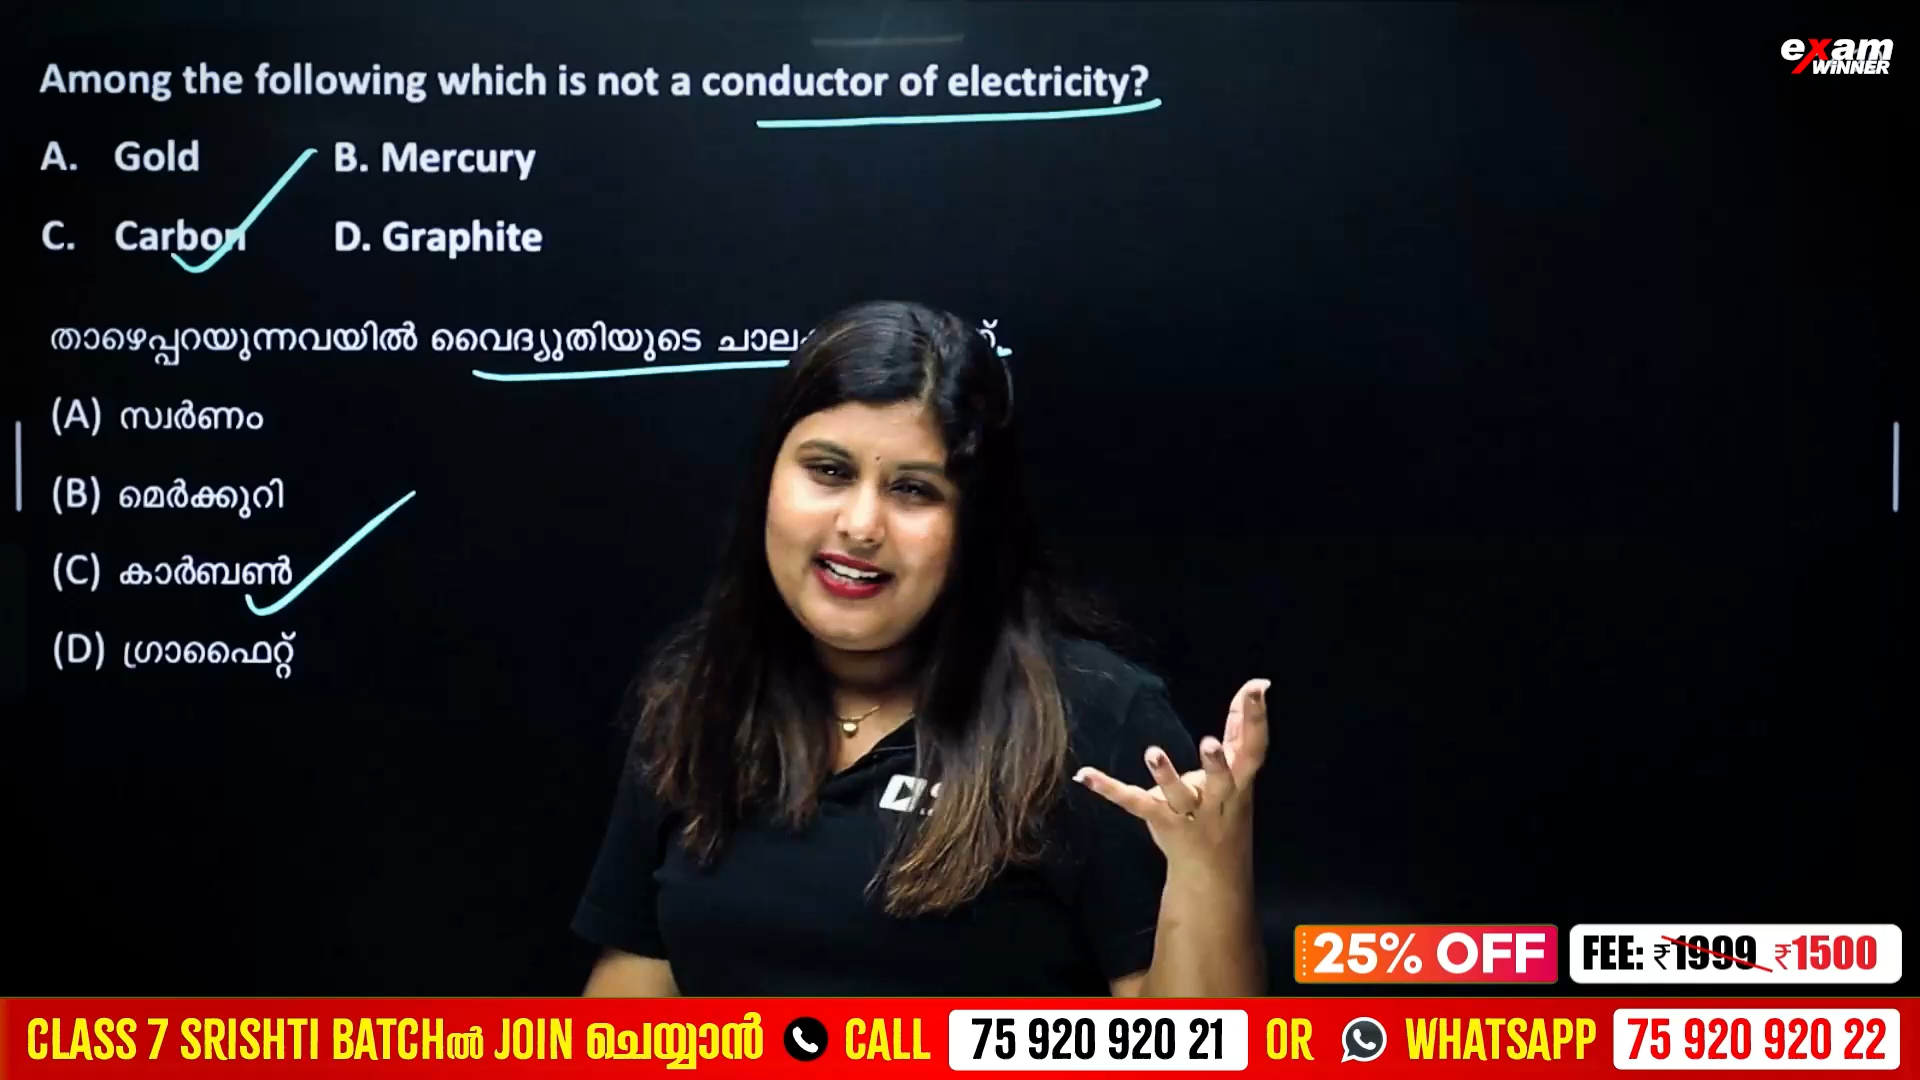 exam
WINNER
Among the following which is not a conductor of electricity?
A. Gold B. Mercury
C. Carbon D. Graphite
താഴെപ്പറയുന്നവയിൽ വൈദ്യുതിയുടെ
(A) സ്വർണം
(B) മെർക്കുറി
(C) കാർബൺ
(D) ഗ്രാഫൈറ്റ്
25% OFF FEE: ₹1999 ₹1500
CLASS 7 SRISHTI BATCHൽ JOIN ചെയ്യാൻ CALL 75 920 920 21 OR WHATSAPP 75 920 920 22